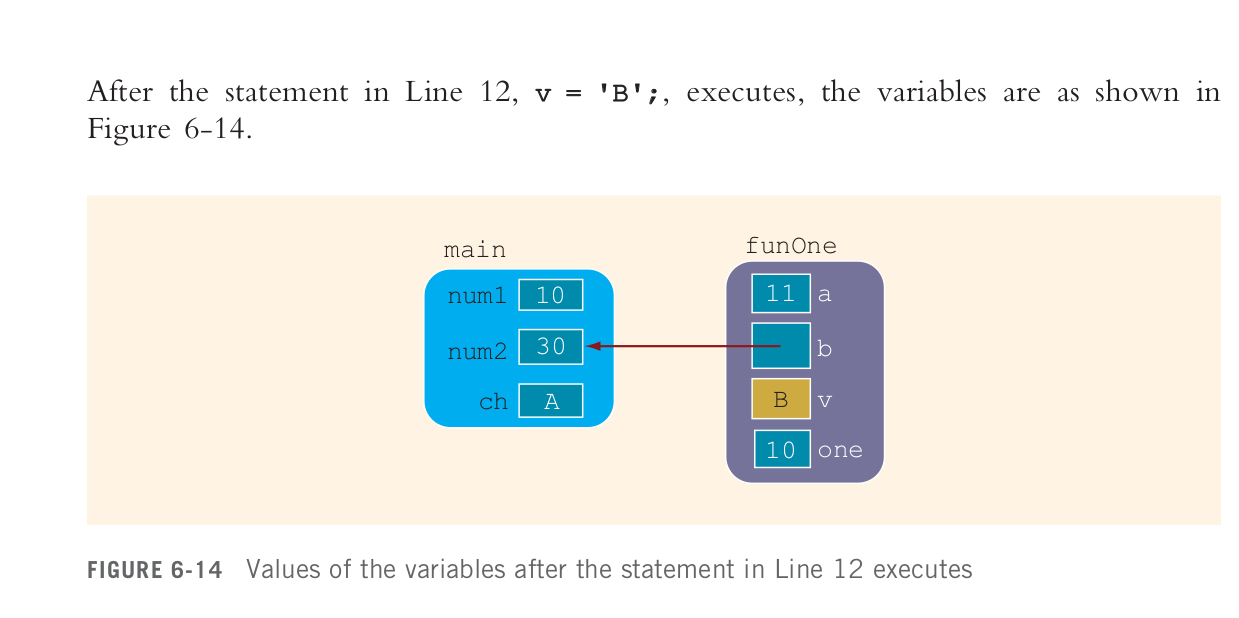 After the statement in Line 12, v = 'B';, executes, the variables are as shown in
Figure 6-14.
main
num1 10
num2 30
ch A
funOne
11 a
b
B v
10 one
FIGURE 6-14 Values of the variables after the statement in Line 12 executes